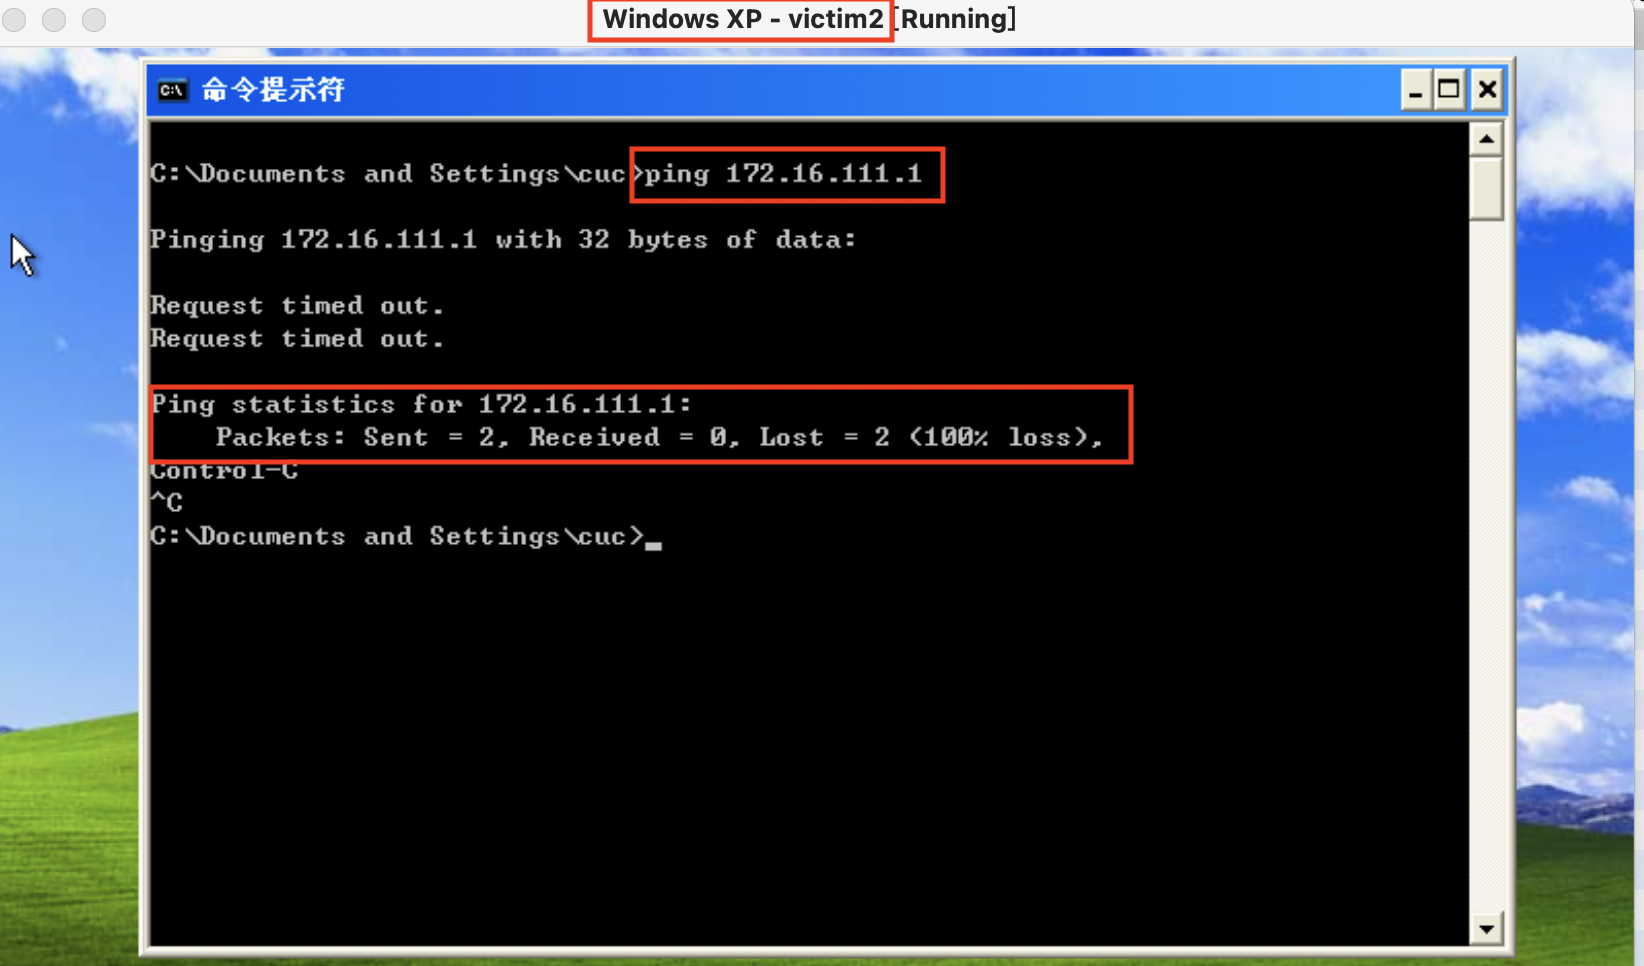 Windows XP - victim2 [Running]
C:\ 命令提示符
C:\Documents and Settings\cuc>ping 172.16.111.1
Pinging 172.16.111.1 with 32 bytes of data:
Request timed out.
Request timed out.
Ping statistics for 172.16.111.1:
    Packets: Sent = 2, Received = 0, Lost = 2 (100% loss),
Control-C
^C
C:\Documents and Settings\cuc>_